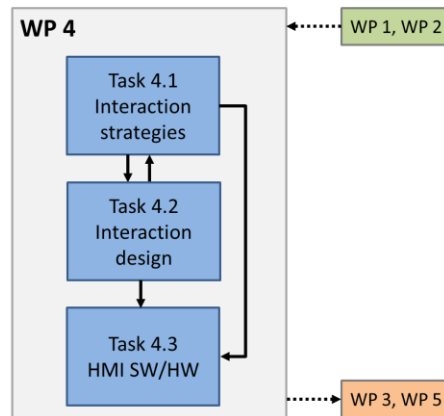 WP 4
WP 1, WP 2
Task 4.1
Interaction
strategies
Task 4.2
Interaction
design
Task 4.3
HMI SW/HW
WP 3, WP 5